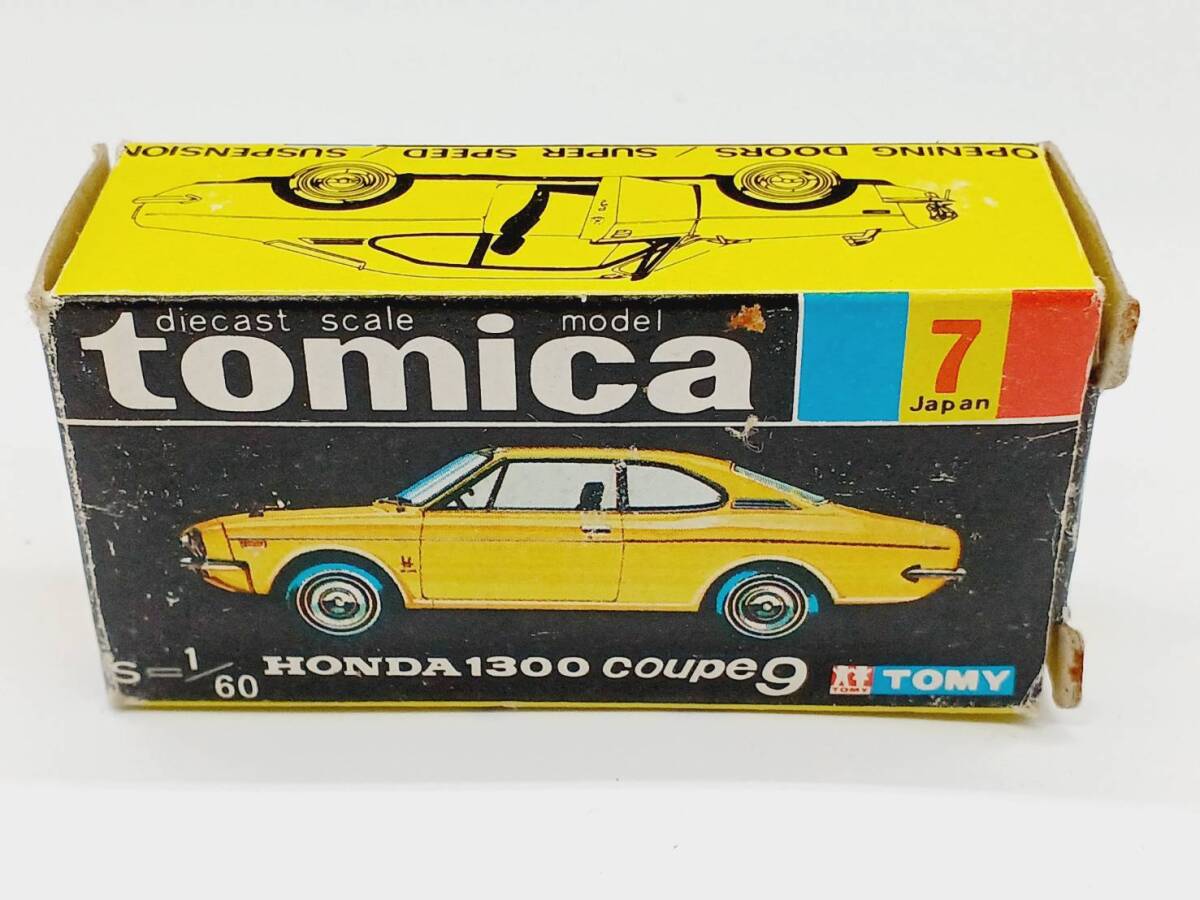 OPENING DOORS / SUPER SPEED / SUSPENSION
diecast scale model
tomica
7
Japan
S=1/60 HONDA 1300 coupe 9
TOMY TOMY